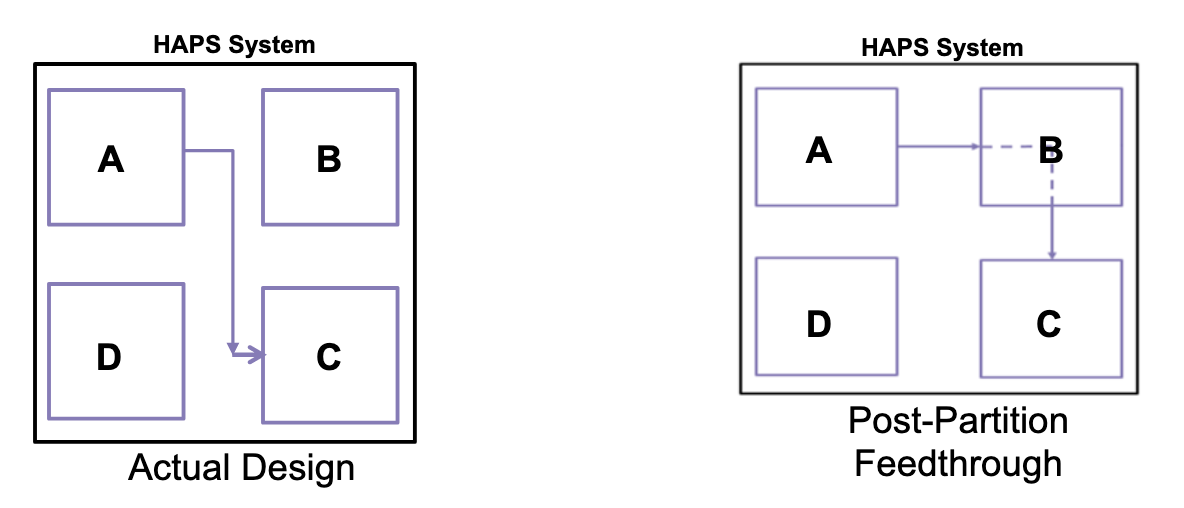 HAPS System
A
B
D
C
Actual Design
HAPS System
A
B
D
C
Post-Partition
Feedthrough